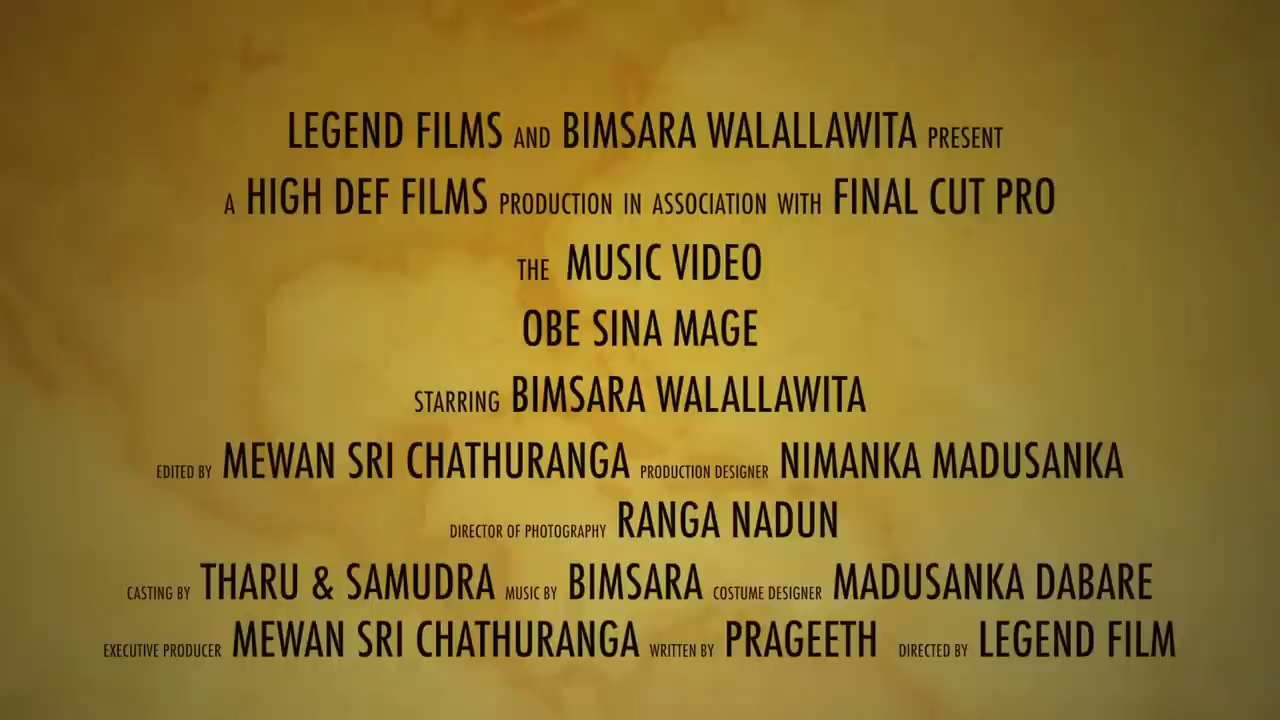 LEGEND FILMS AND BIMSARA WALALLAWITA PRESENT
A HIGH DEF FILMS PRODUCTION IN ASSOCIATION WITH FINAL CUT PRO
THE MUSIC VIDEO
OBE SINA MAGE
STARRING BIMSARA WALALLAWITA
EDITED BY MEWAN SRI CHATHURANGA PRODUCTION DESIGNER NIMANKA MADUSANKA
DIRECTOR OF PHOTOGRAPHY RANGA NADUN
CASTING BY THARU & SAMUDRA MUSIC BY BIMSARA COSTUME DESIGNER MADUSANKA DABARE
EXECUTIVE PRODUCER MEWAN SRI CHATHURANGA WRITTEN BY PRAGEETH DIRECTED BY LEGEND FILM